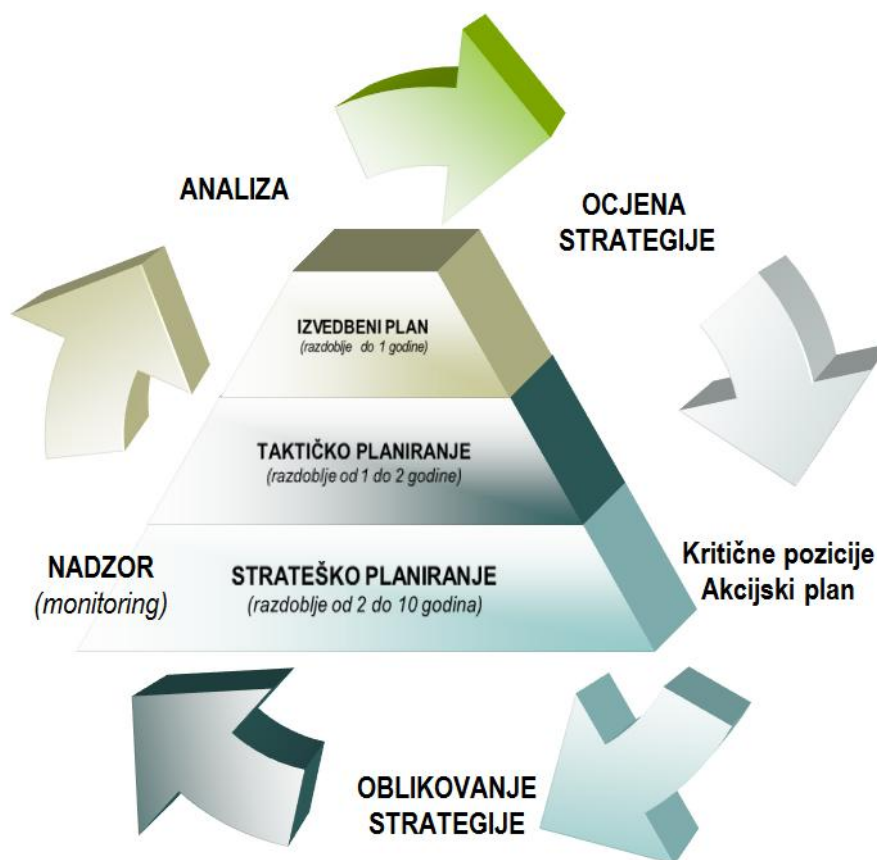 ANALIZA
OCJENA
STRATEGIJE
IZVEDBENI PLAN
(razdoblje do 1 godine)
TAKTIČKO PLANIRANJE
(razdoblje od 1 do 2 godine)
STRATEŠKO PLANIRANJE
(razdoblje od 2 do 10 godina)
NADZOR
(monitoring)
Kritične pozicije
Akcijski plan
OBLIKOVANJE
STRATEGIJE